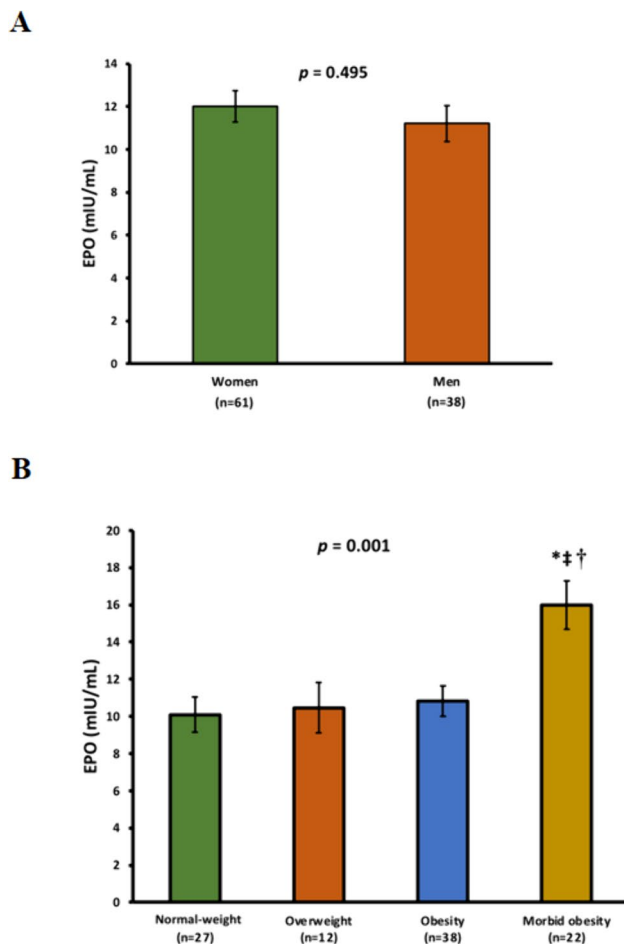 A
p = 0.495
EPO (mIU/mL)
14
12
10
8
6
4
2
0
Women Men
(n=61) (n=38)
B
p = 0.001
*‡†
EPO (mIU/mL)
20
18
16
14
12
10
8
6
4
2
0
Normal-weight Overweight Obesity Morbid obesity
(n=27) (n=12) (n=38) (n=22)